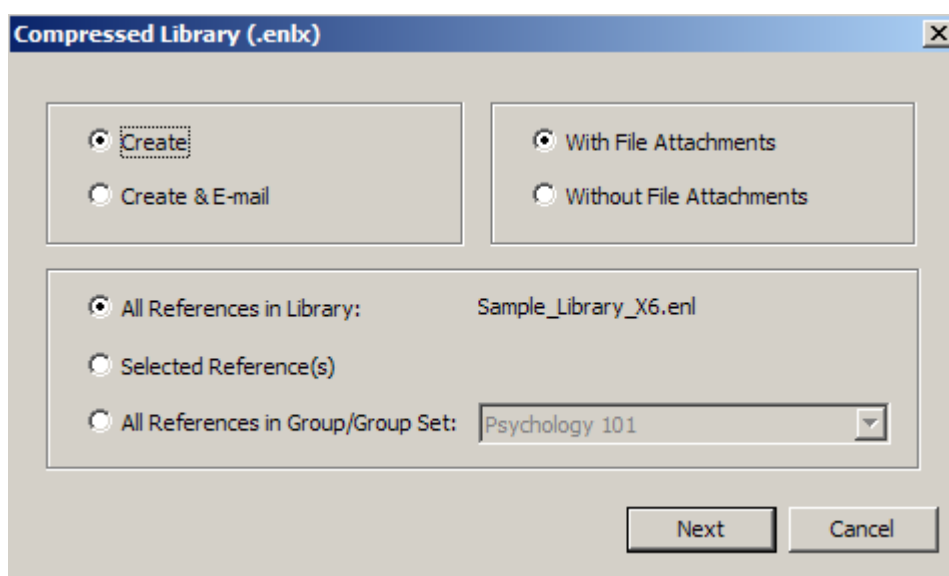 Compressed Library (.enlx)
Create
Create & E-mail
With File Attachments
Without File Attachments
All References in Library: Sample_Library_X6.enl
Selected Reference(s)
All References in Group/Group Set: Psychology 101
Next Cancel